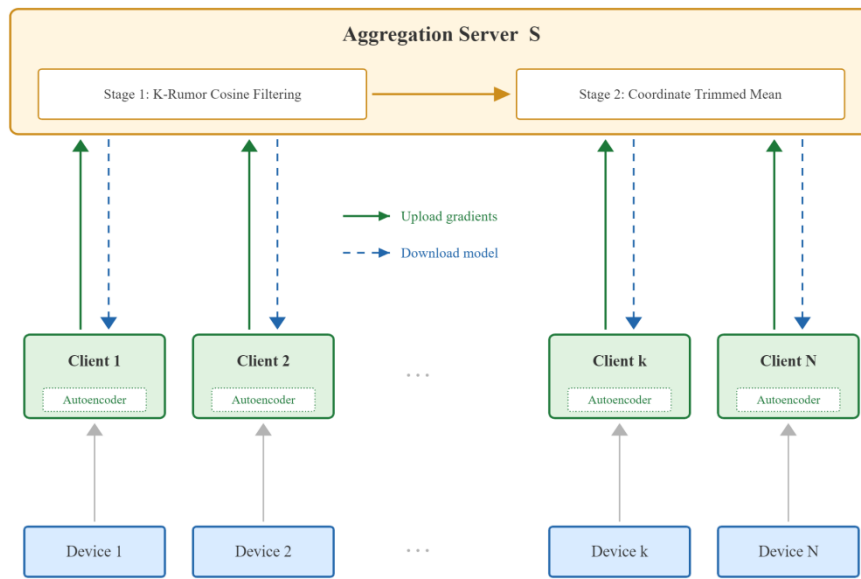 Aggregation Server S
Stage 1: K-Rumor Cosine Filtering
Stage 2: Coordinate Trimmed Mean
Upload gradients
Download model
Client 1
Client 2
...
Client k
Client N
Autoencoder
Autoencoder
Autoencoder
Autoencoder
Device 1
Device 2
...
Device k
Device N